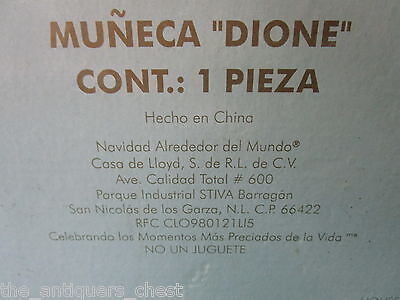 MUÑECA "DIONE"
CONT.: 1 PIEZA
Hecho en China
Navidad Alrededor del Mundo®
Casa de Lloyd, S. de R.L. de C.V.
Ave. Calidad Total # 600
Parque Industrial STIVA Barragán
San Nicolás de los Garza, N.L. C.P. 66422
RFC CLO980121LI5
Celebrando los Momentos Más Preciados de la Vida ™®
NO UN JUGUETE
the_antiquers_chest